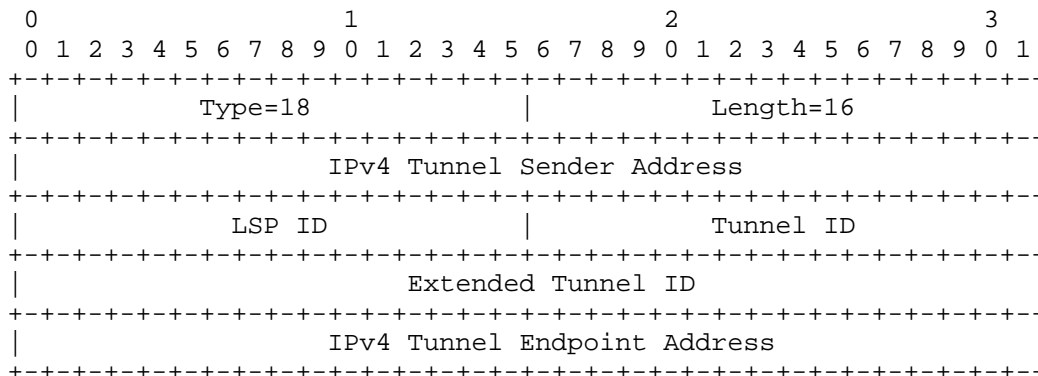 0                   1                   2                   3
 0 1 2 3 4 5 6 7 8 9 0 1 2 3 4 5 6 7 8 9 0 1 2 3 4 5 6 7 8 9 0 1
+-+-+-+-+-+-+-+-+-+-+-+-+-+-+-+-+-+-+-+-+-+-+-+-+-+-+-+-+-+-+-+--
|           Type=18             |           Length=16
+-+-+-+-+-+-+-+-+-+-+-+-+-+-+-+-+-+-+-+-+-+-+-+-+-+-+-+-+-+-+-+--
|                   IPv4 Tunnel Sender Address
+-+-+-+-+-+-+-+-+-+-+-+-+-+-+-+-+-+-+-+-+-+-+-+-+-+-+-+-+-+-+-+--
|             LSP ID            |           Tunnel ID
+-+-+-+-+-+-+-+-+-+-+-+-+-+-+-+-+-+-+-+-+-+-+-+-+-+-+-+-+-+-+-+--
|                        Extended Tunnel ID
+-+-+-+-+-+-+-+-+-+-+-+-+-+-+-+-+-+-+-+-+-+-+-+-+-+-+-+-+-+-+-+--
|                   IPv4 Tunnel Endpoint Address
+-+-+-+-+-+-+-+-+-+-+-+-+-+-+-+-+-+-+-+-+-+-+-+-+-+-+-+-+-+-+-+--